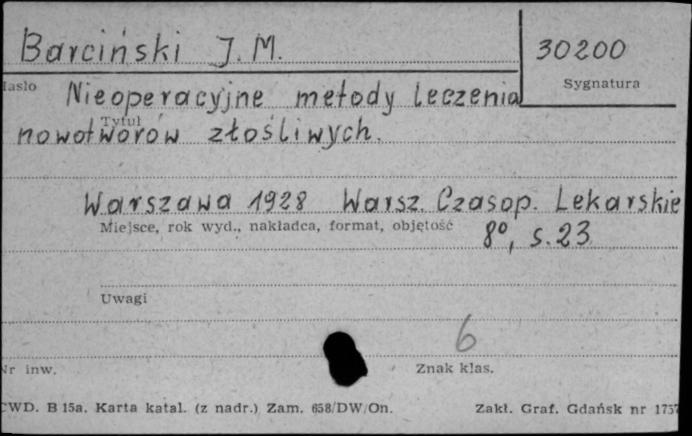 Barciński J. M.
30200
Sygnatura
Hasło
Nieoperacyjne metody leczenia
Tytuł
nowotworów złośliwych.
Warszawa 1928 Warsz. Czasop. Lekarskie
Miejsce, rok wyd., nakładca, format, objętość
8°, s. 23
Uwagi
6
Nr inw.
Znak klas.
CWD. B 15a. Karta katal. (z nadr.) Zam. 658/DW/On.
Zakł. Graf. Gdańsk nr 1757